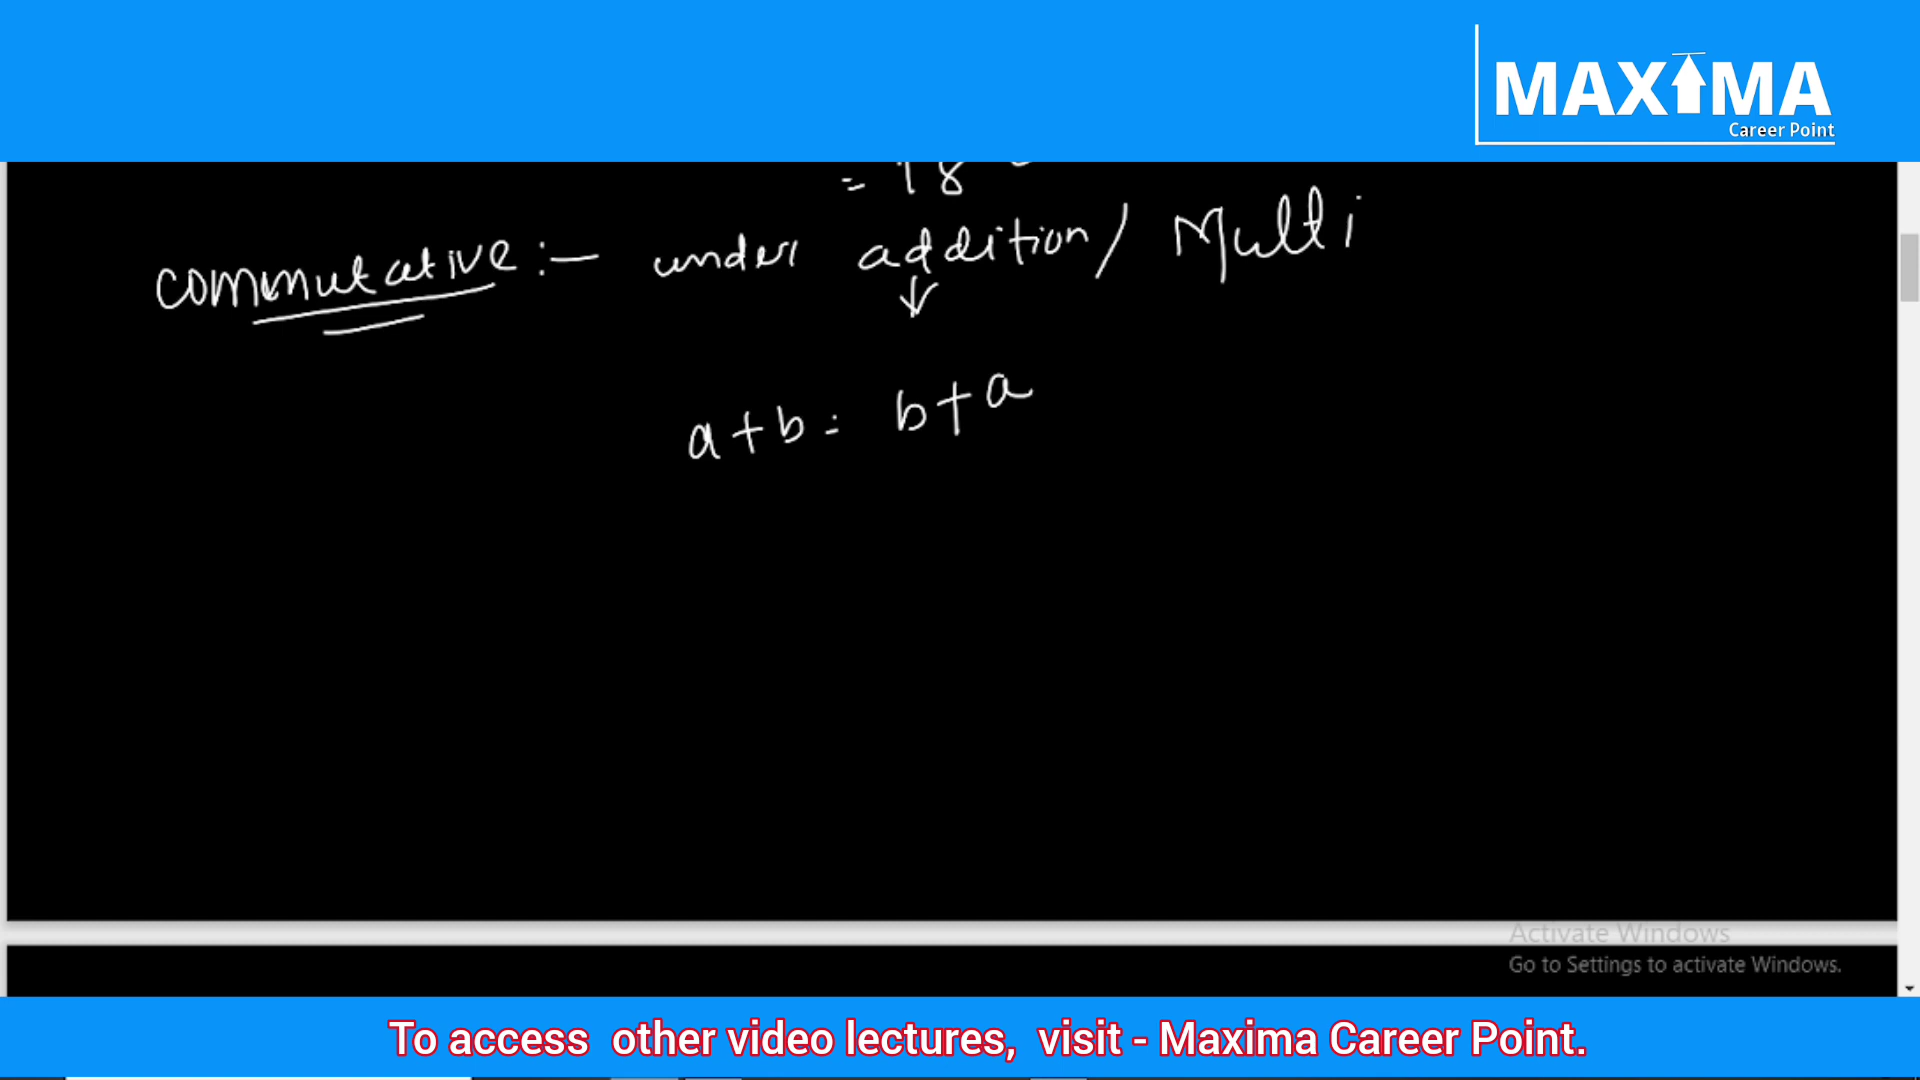 MAXIMA
Career Point
= 18
commutative :- under addition / Multi
a + b = b + a
Activate Windows
Go to Settings to activate Windows.
To access other video lectures, visit - Maxima Career Point.